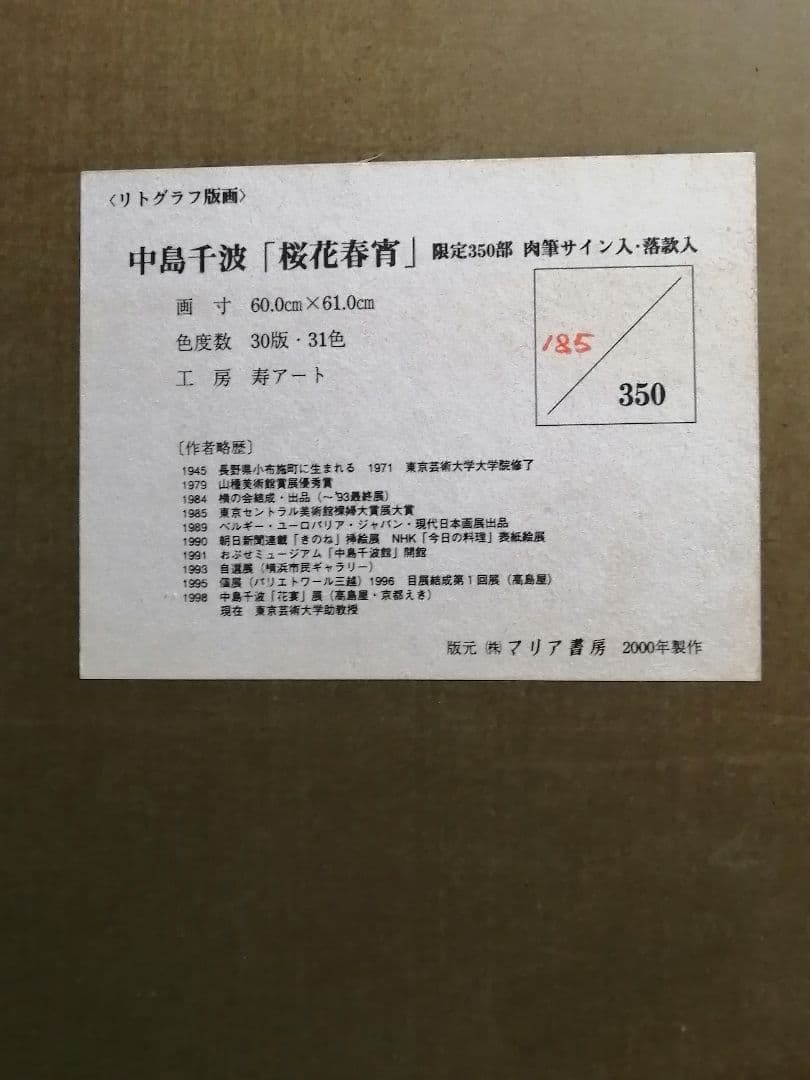 〈リトグラフ版画〉
中島千波「桜花春宵」 限定350部 肉筆サイン入・落款入
画 寸 60.0cm×61.0cm
色度数 30版・31色
工 房 寿アート
185
350
〔作者略歴〕
1945 長野県小布施町に生まれる 1971 東京芸術大学大学院修了
1979 山種美術館賞展優秀賞
1984 横の会結成・出品(〜'93最終展)
1985 東京セントラル美術館裸婦大賞展大賞
1989 ベルギー・ユーロパリア・ジャパン・現代日本画展出品
1990 朝日新聞連載「きのね」挿絵展 NHK「今日の料理」表紙絵展
1991 おぶせミュージアム「中島千波館」開館
1993 自選展(横浜市民ギャラリー)
1995 個展(パリエトワール三越)1996 目展結成第1回展(高島屋)
1998 中島千波「花宴」展(高島屋・京都えき)
現在 東京芸術大学助教授
版元 ㈱マリア書房 2000年製作